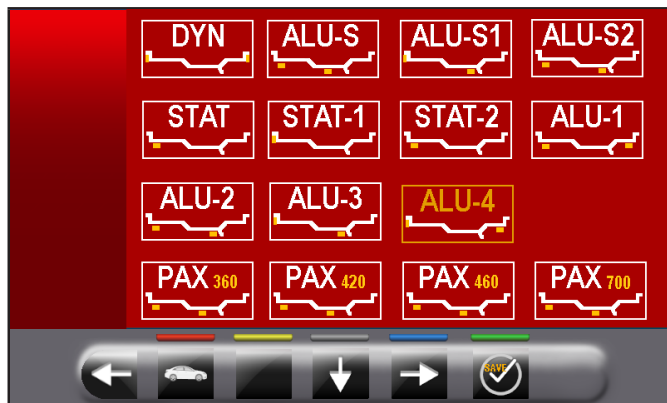 DYN ALU-S ALU-S1 ALU-S2
STAT STAT-1 STAT-2 ALU-1
ALU-2 ALU-3 ALU-4
PAX 360 PAX 420 PAX 460 PAX 700
SAVE